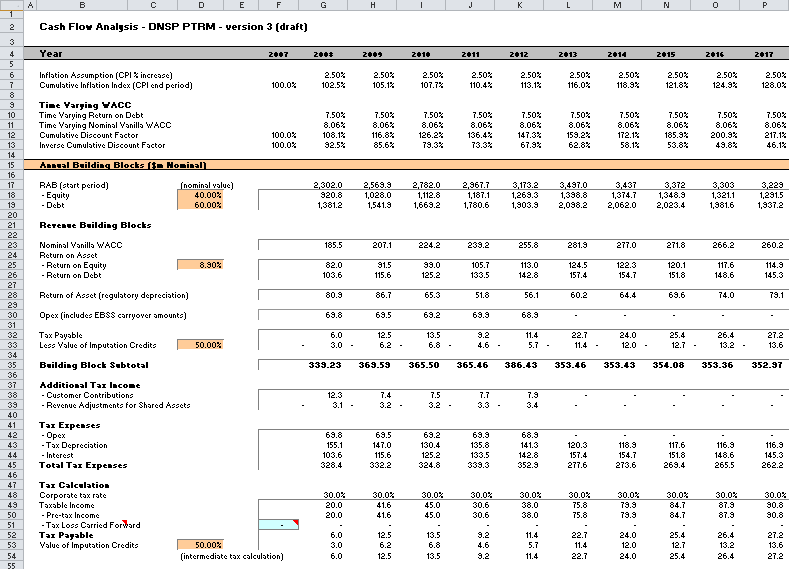 A B C D E F G H I J K L M N O P
1
2 Cash Flow Analysis - DNSP PTRM - version 3 (draft)
3
4 Year 2007 2008 2009 2010 2011 2012 2013 2014 2015 2016 2017
5
6 Inflation Assumption (CPI % increase) 2.50% 2.50% 2.50% 2.50% 2.50% 2.50% 2.50% 2.50% 2.50% 2.50%
7 Cumulative Inflation Index (CPI end period) 100.0% 102.5% 105.1% 107.7% 110.4% 113.1% 116.0% 118.9% 121.8% 124.9% 128.0%
8
9 Time Varying WACC
10 Time Varying Return on Debt 7.50% 7.50% 7.50% 7.50% 7.50% 7.50% 7.50% 7.50% 7.50% 7.50%
11 Time Varying Nominal Vanilla WACC 8.06% 8.06% 8.06% 8.06% 8.06% 8.06% 8.06% 8.06% 8.06% 8.06%
12 Cumulative Discount Factor 100.0% 108.1% 116.8% 126.2% 136.4% 147.3% 159.2% 172.1% 185.9% 200.9% 217.1%
13 Inverse Cumulative Discount Factor 100.0% 92.5% 85.6% 79.3% 73.3% 67.9% 62.8% 58.1% 53.8% 49.8% 46.1%
14
15 Annual Building Blocks ($m Nominal)
16
17 RAB (start period) (nominal value) 2,302.0 2,569.9 2,782.0 2,967.7 3,173.2 3,497.0 3,437 3,372 3,303 3,229
18 - Equity 40.00% 920.8 1,028.0 1,112.8 1,187.1 1,269.3 1,398.8 1,374.7 1,348.9 1,321.1 1,291.5
19 - Debt 60.00% 1,381.2 1,541.9 1,669.2 1,780.6 1,903.9 2,098.2 2,062.0 2,023.4 1,981.6 1,937.2
20
21 Revenue Building Blocks
22
23 Nominal Vanilla WACC 185.5 207.1 224.2 239.2 255.8 281.9 277.0 271.8 266.2 260.2
24 Return on Asset
25 - Return on Equity 8.90% 82.0 91.5 99.0 105.7 113.0 124.5 122.3 120.1 117.6 114.9
26 - Return on Debt 103.6 115.6 125.2 133.5 142.8 157.4 154.7 151.8 148.6 145.3
27
28 Return of Asset (regulatory depreciation) 80.9 86.7 65.3 51.8 56.1 60.2 64.4 69.6 74.0 79.1
29
30 Opex (includes EBSS carryover amounts) 69.8 69.5 69.2 69.9 68.9 - - - - -
31
32 Tax Payable 6.0 12.5 13.5 9.2 11.4 22.7 24.0 25.4 26.4 27.2
33 Less Value of Imputation Credits 50.00% - 3.0 - 6.2 - 6.8 - 4.6 - 5.7 - 11.4 - 12.0 - 12.7 - 13.2 - 13.6
34
35 Building Block Subtotal 339.23 369.59 365.50 365.46 386.43 353.46 353.43 354.08 353.36 352.97
36
37 Additional Tax Income
38 - Customer Contributions 12.3 7.4 7.5 7.7 7.9 - - - - -
39 - Revenue Adjustments for Shared Assets - 3.1 - 3.2 - 3.2 - 3.3 - 3.4 - - - - -
40
41 Tax Expenses
42 - Opex 69.8 69.5 69.2 69.9 68.9 - - - - -
43 - Tax Depreciation 155.1 147.0 130.4 135.8 141.3 120.3 118.9 117.6 116.9 116.9
44 - Interest 103.6 115.6 125.2 133.5 142.8 157.4 154.7 151.8 148.6 145.3
45 Total Tax Expenses 328.4 332.2 324.8 339.3 352.9 277.6 273.6 269.4 265.5 262.2
46
47 Tax Calculation
48 Corporate tax rate 30.0% 30.0% 30.0% 30.0% 30.0% 30.0% 30.0% 30.0% 30.0% 30.0%
49 Taxable Income 20.0 41.6 45.0 30.6 38.0 75.8 79.9 84.7 87.9 90.8
50 - Pre-tax Income 20.0 41.6 45.0 30.6 38.0 75.8 79.9 84.7 87.9 90.8
51 - Tax Loss Carried Forward - - - - - - - - - - -
52 Tax Payable 6.0 12.5 13.5 9.2 11.4 22.7 24.0 25.4 26.4 27.2
53 Value of Imputation Credits 50.00% 3.0 6.2 6.8 4.6 5.7 11.4 12.0 12.7 13.2 13.6
54 (intermediate tax calculation) 6.0 12.5 13.5 9.2 11.4 22.7 24.0 25.4 26.4 27.2
55